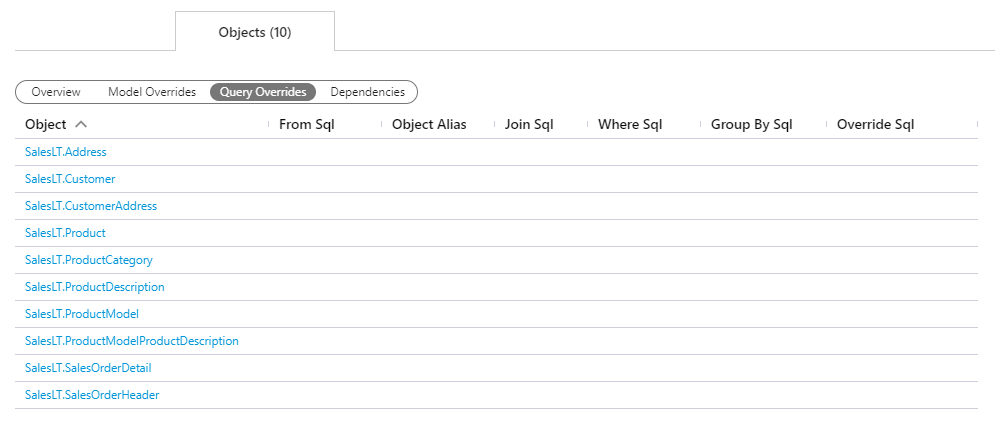 Objects (10)
Overview Model Overrides Query Overrides Dependencies
Object From Sql Object Alias Join Sql Where Sql Group By Sql Override Sql
SalesLT.Address
SalesLT.Customer
SalesLT.CustomerAddress
SalesLT.Product
SalesLT.ProductCategory
SalesLT.ProductDescription
SalesLT.ProductModel
SalesLT.ProductModelProductDescription
SalesLT.SalesOrderDetail
SalesLT.SalesOrderHeader